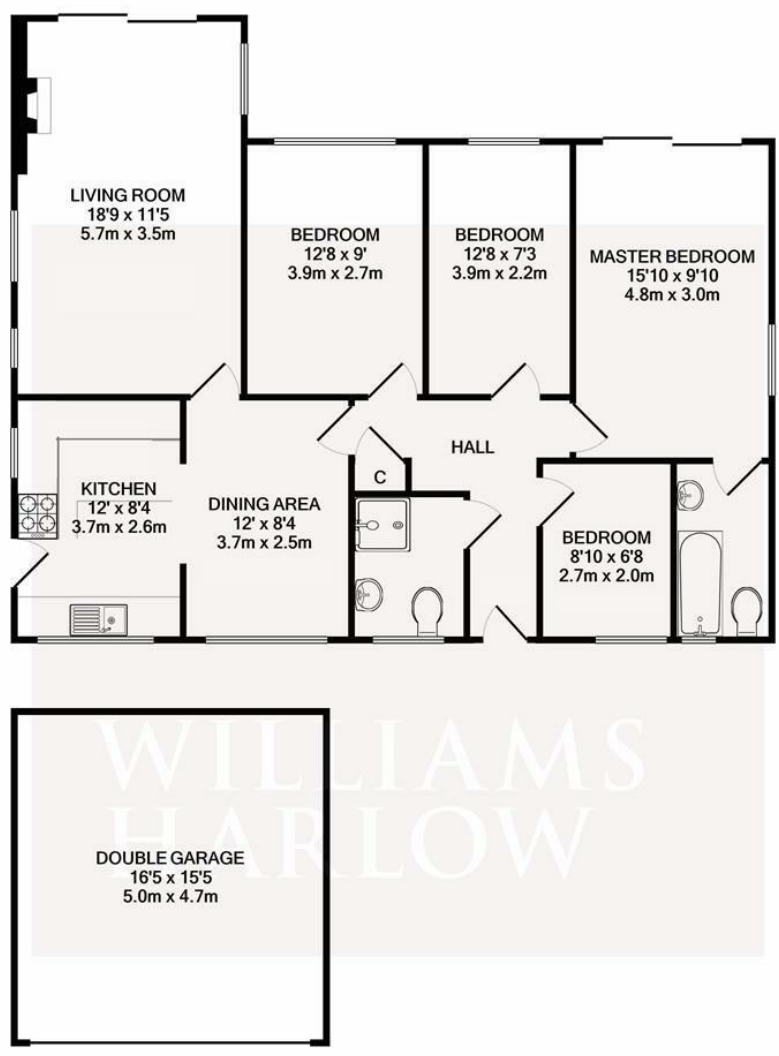 LIVING ROOM
18'9 x 11'5
5.7m x 3.5m
BEDROOM
12'8 x 9'
3.9m x 2.7m
BEDROOM
12'8 x 7'3
3.9m x 2.2m
MASTER BEDROOM
15'10 x 9'10
4.8m x 3.0m
KITCHEN
12' x 8'4
3.7m x 2.6m
DINING AREA
12' x 8'4
3.7m x 2.5m
C
HALL
BEDROOM
8'10 x 6'8
2.7m x 2.0m
WILLIAMS
HARLOW
DOUBLE GARAGE
16'5 x 15'5
5.0m x 4.7m